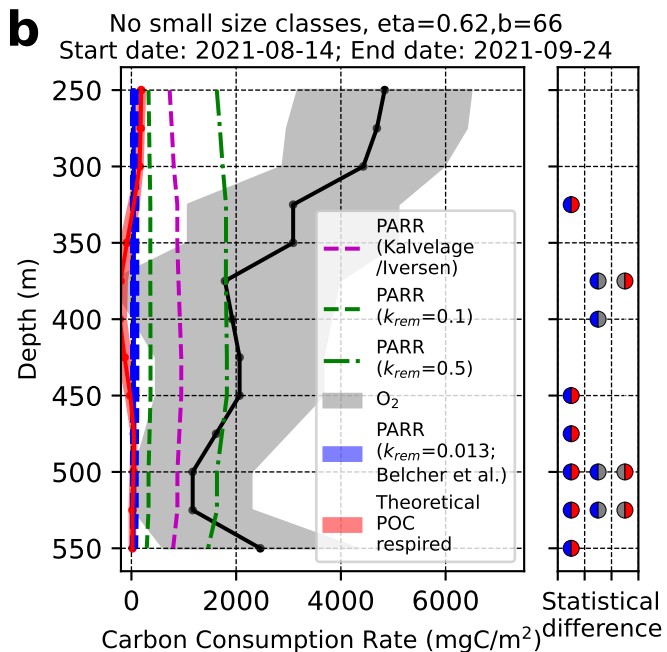 b
No small size classes, eta=0.62,b=66
Start date: 2021-08-14; End date: 2021-09-24
250
300
350
400
450
500
550
Depth (m)
PARR
(Kalvelage
/Iversen)
PARR
(k_rem=0.1)
PARR
(k_rem=0.5)
O₂
PARR
(k_rem=0.013;
Belcher et al.)
Theoretical
POC
respired
0 2000 4000 6000
Carbon Consumption Rate (mgC/m²)
Statistical
difference